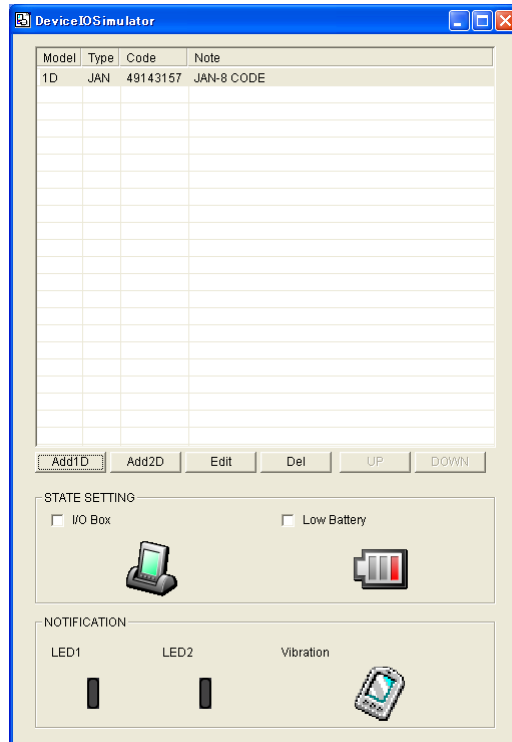 DeviceIOSimulator
Model Type Code Note
1D JAN 49143157 JAN-8 CODE
Add1D Add2D Edit Del UP DOWN
STATE SETTING
I/O Box Low Battery
NOTIFICATION
LED1 LED2 Vibration